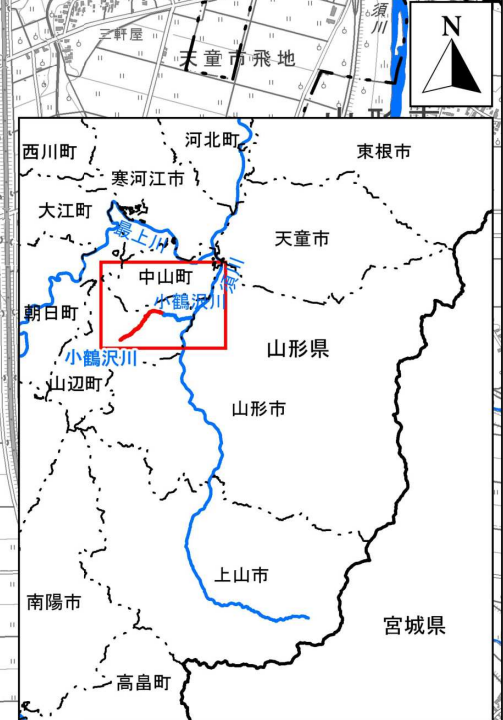 三軒屋
天童市飛地
須川
N
河北町
西川町
東根市
寒河江市
大江町
最上川
天童市
須川
中山町
朝日町
小鶴沢川
山形県
小鶴沢川
山辺町
山形市
上山市
南陽市
宮城県
高畠町